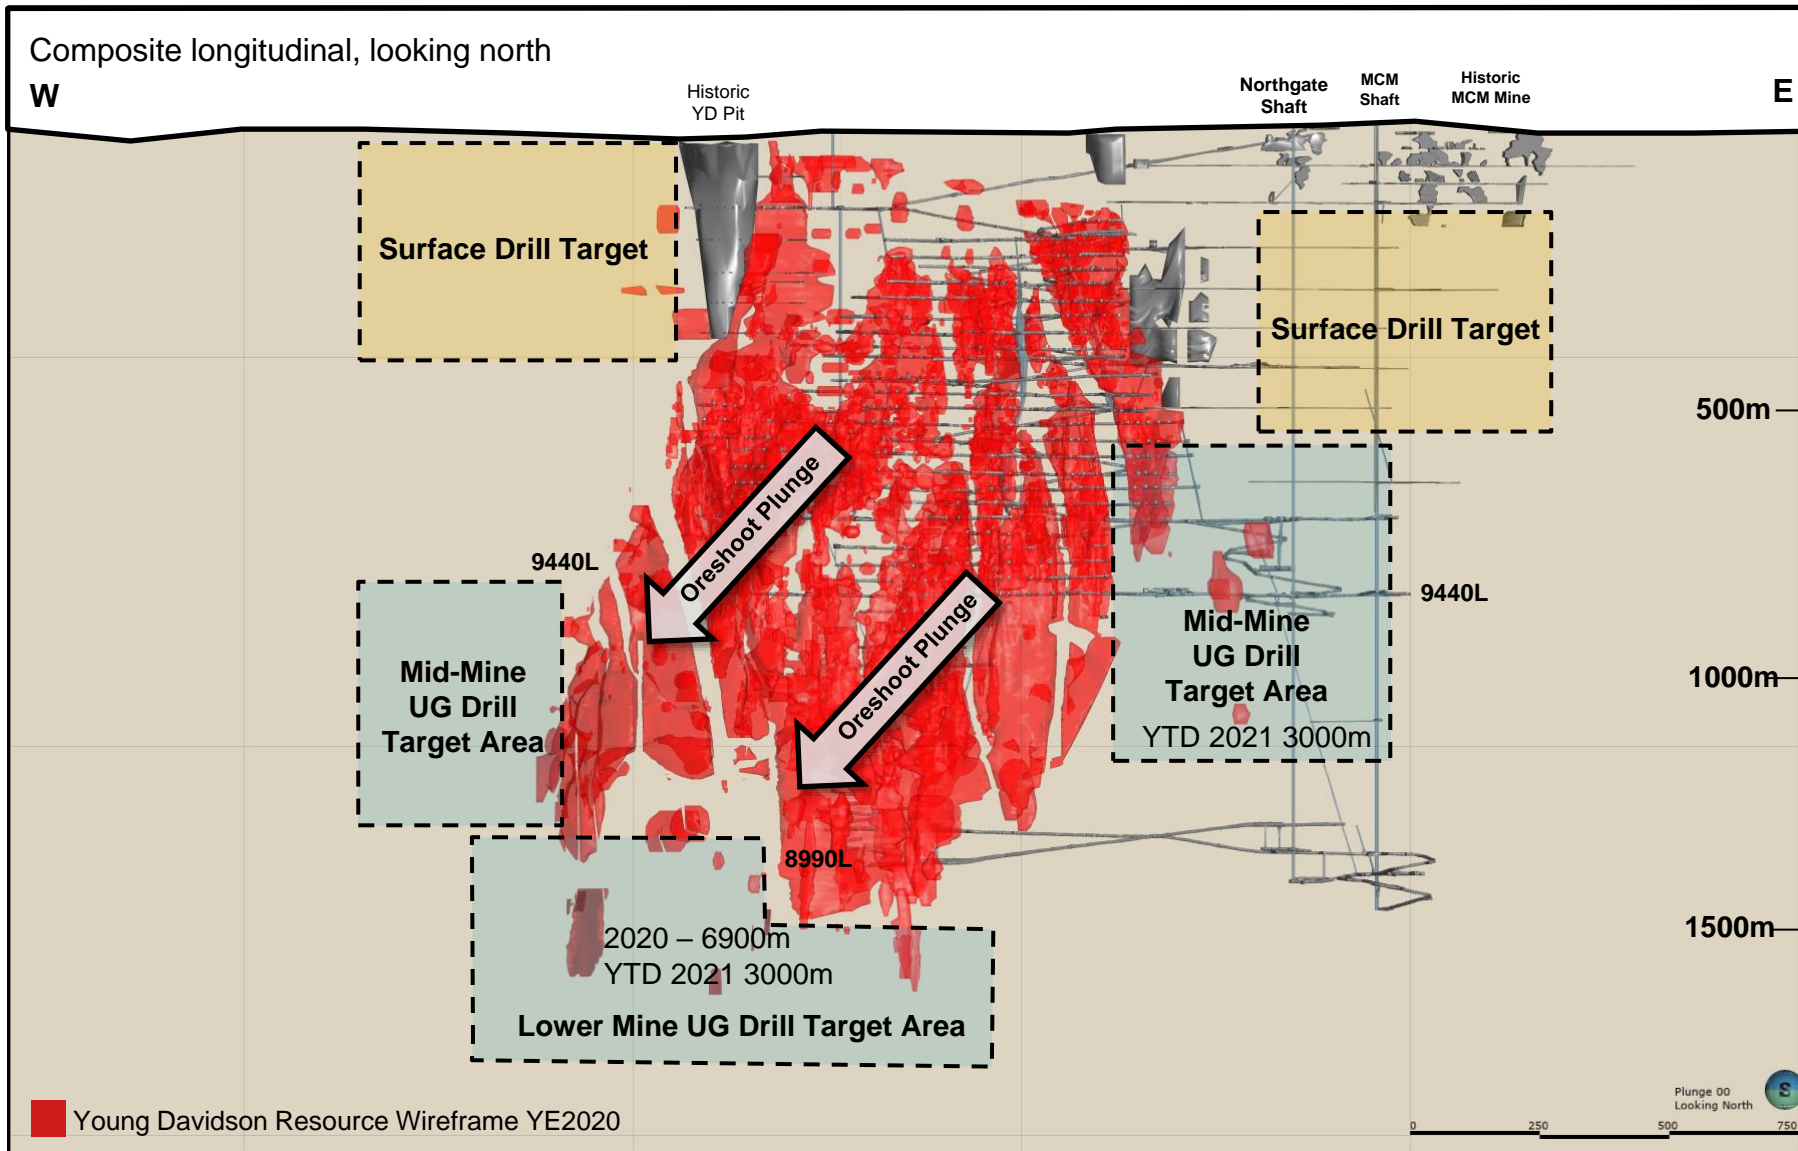 Composite longitudinal, looking north
W
E
Historic
YD Pit
Northgate
Shaft
MCM
Shaft
Historic
MCM Mine
Surface Drill Target
Surface Drill Target
500m
Oreshoot Plunge
9440L
Oreshoot Plunge
9440L
Mid-Mine
UG Drill
Target Area
YTD 2021 3000m
Mid-Mine
UG Drill
Target Area
1000m
8990L
1500m
2020 – 6900m
YTD 2021 3000m
Lower Mine UG Drill Target Area
Young Davidson Resource Wireframe YE2020
Plunge 00
Looking North
S
0 250 500 750